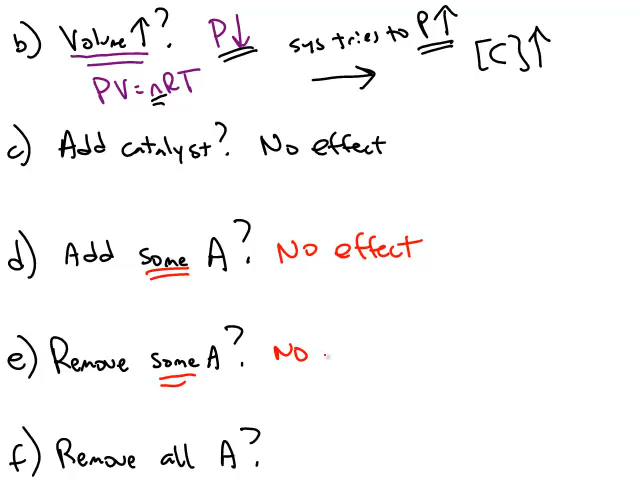 b) Volume ↑? P↓ sys tries to P↑ [C]↑
PV=nRT →
c) Add catalyst? No effect
d) Add some A? No effect
e) Remove some A? No
f) Remove all A?